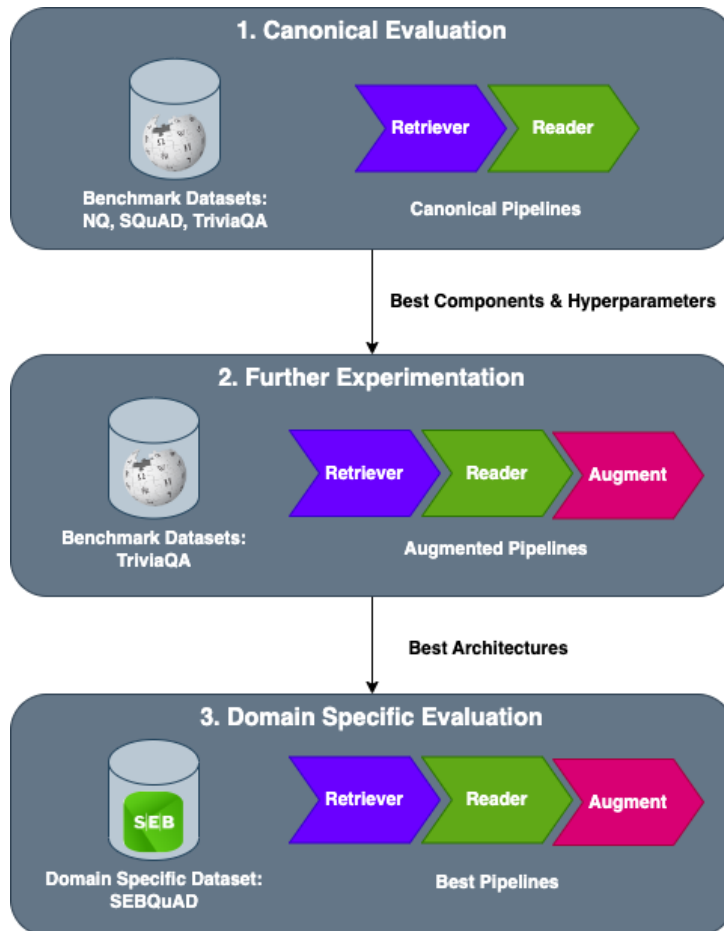 1. Canonical Evaluation
Retriever
Reader
Benchmark Datasets:
NQ, SQuAD, TriviaQA
Canonical Pipelines
Best Components & Hyperparameters
2. Further Experimentation
Retriever
Reader
Augment
Benchmark Datasets:
TriviaQA
Augmented Pipelines
Best Architectures
3. Domain Specific Evaluation
Retriever
Reader
Augment
SEB
Domain Specific Dataset:
SEBQuAD
Best Pipelines